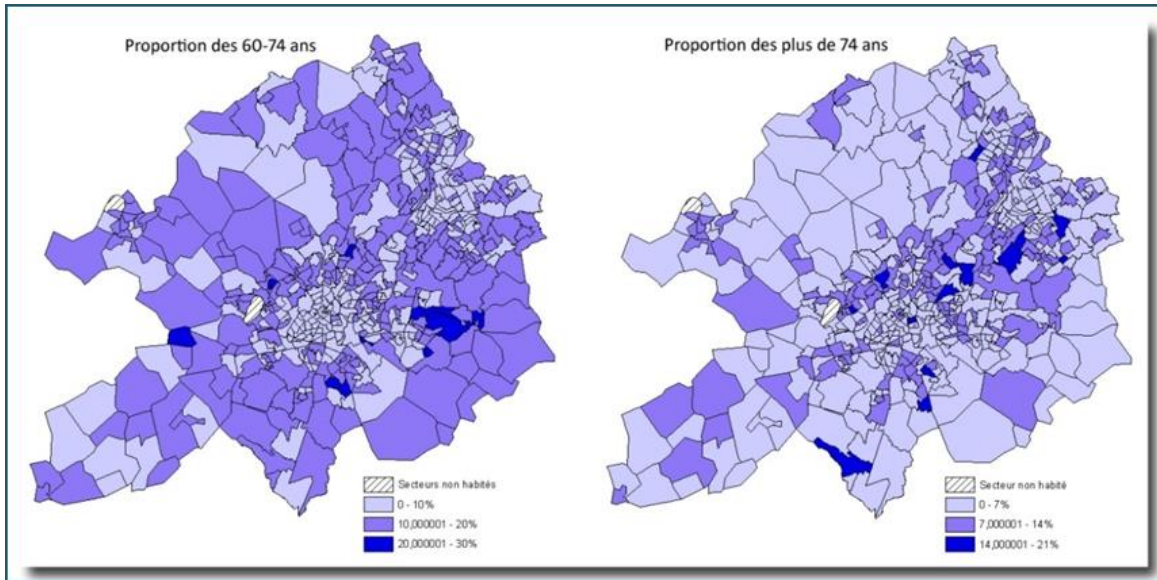 Proportion des 60-74 ans
Secteurs non habités
0 - 10%
10,000001 - 20%
20,000001 - 30%
Proportion des plus de 74 ans
Secteur non habité
0 - 7%
7,000001 - 14%
14,000001 - 21%